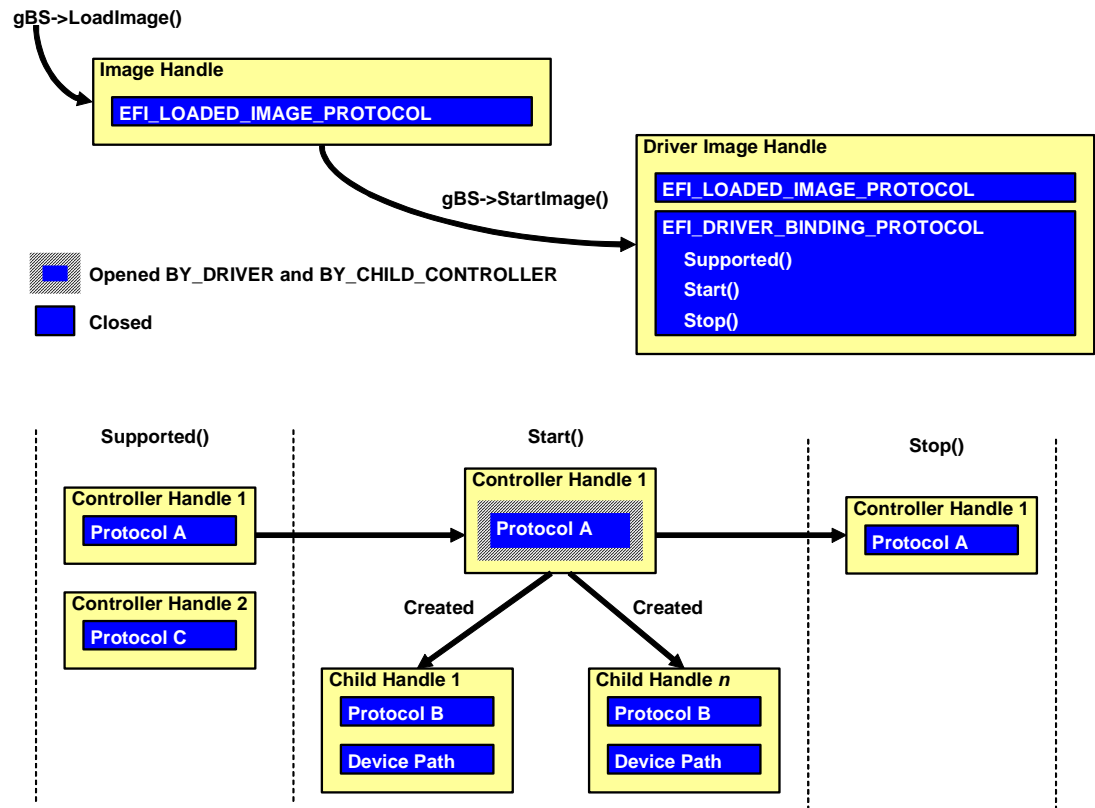 gBS->LoadImage()
Image Handle
EFI_LOADED_IMAGE_PROTOCOL
gBS->StartImage()
Driver Image Handle
EFI_LOADED_IMAGE_PROTOCOL
EFI_DRIVER_BINDING_PROTOCOL
Supported()
Start()
Stop()
Opened BY_DRIVER and BY_CHILD_CONTROLLER
Closed
Supported()
Start()
Stop()
Controller Handle 1
Protocol A
Controller Handle 2
Protocol C
Controller Handle 1
Protocol A
Controller Handle 1
Protocol A
Created
Created
Child Handle 1
Protocol B
Device Path
Child Handle n
Protocol B
Device Path